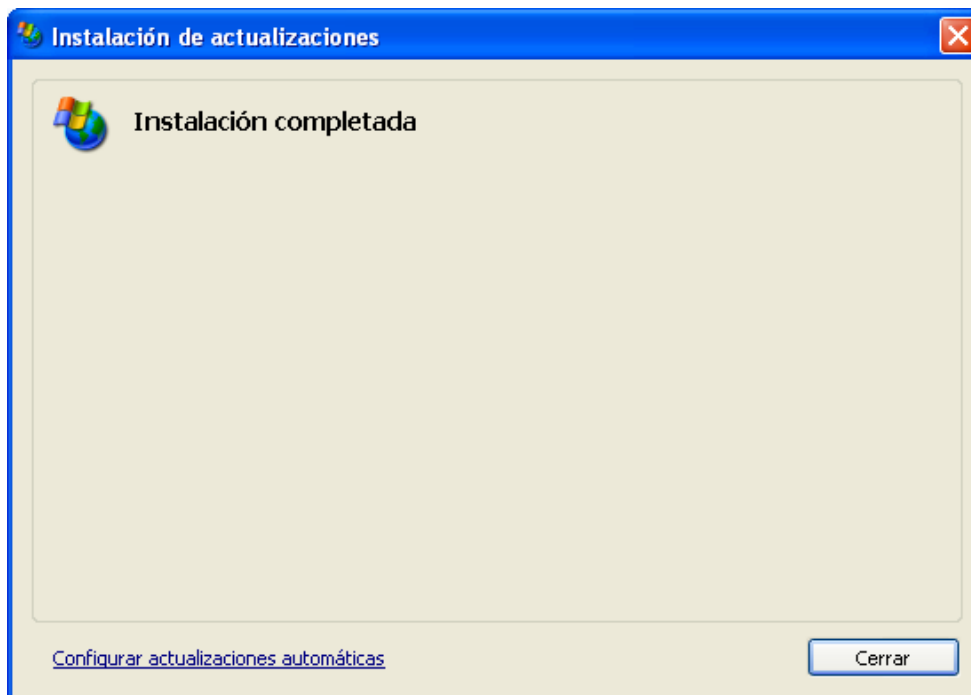 Instalación de actualizaciones
Instalación completada
Configurar actualizaciones automáticas
Cerrar